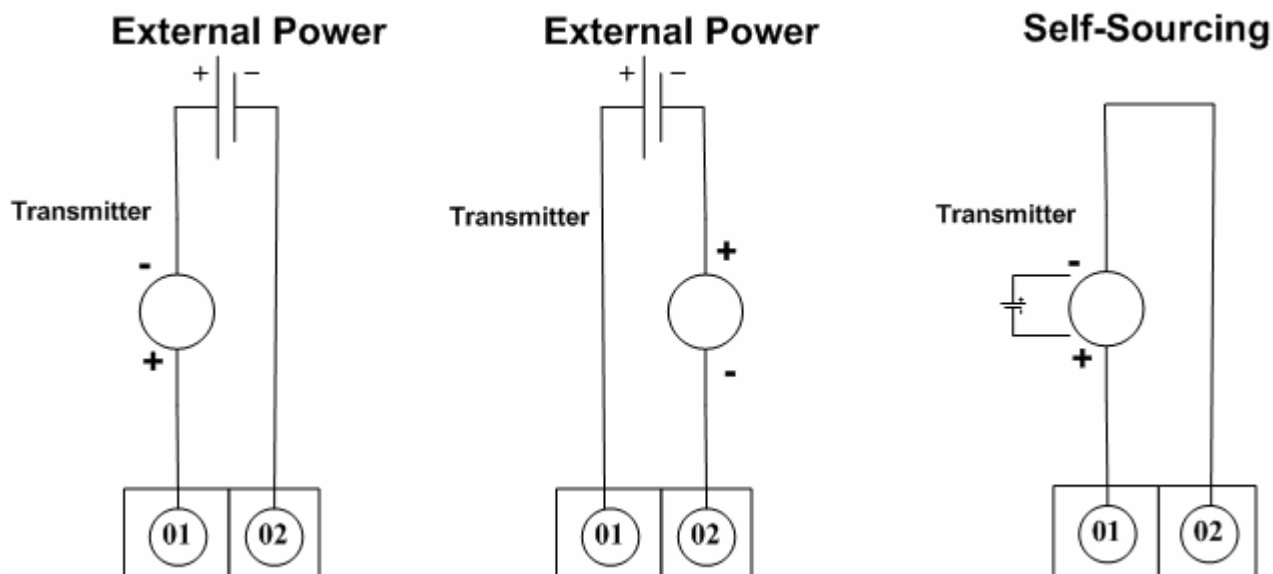 External Power
+ −
Transmitter
-
+
01 02
External Power
+ −
Transmitter
+
-
01 02
Self-Sourcing
Transmitter
-
+
01 02